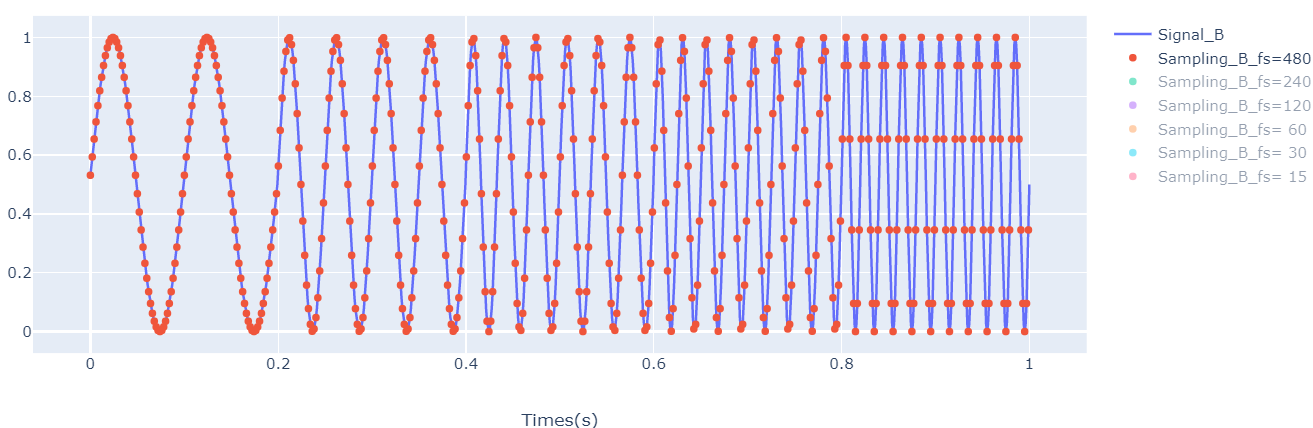 1
0.8
0.6
0.4
0.2
0
0
0.2
0.4
0.6
0.8
1
Times(s)
Signal_B
Sampling_B_fs=480
Sampling_B_fs=240
Sampling_B_fs=120
Sampling_B_fs= 60
Sampling_B_fs= 30
Sampling_B_fs= 15